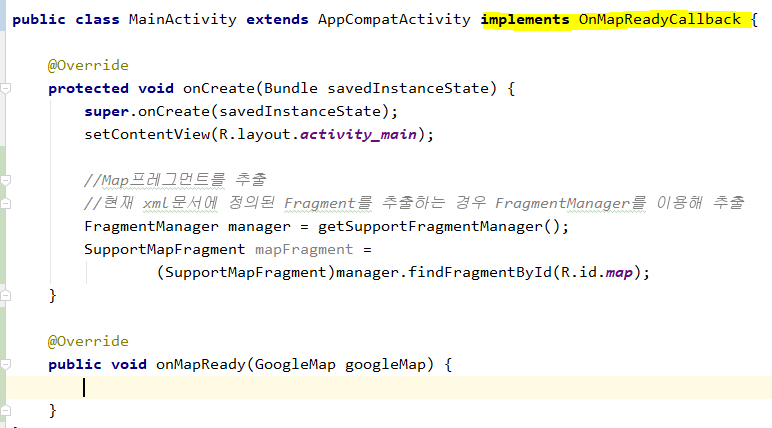 public class MainActivity extends AppCompatActivity implements OnMapReadyCallback {
@Override
protected void onCreate(Bundle savedInstanceState) {
super.onCreate(savedInstanceState);
setContentView(R.layout.activity_main);
//Map프레그먼트를 추출
//현재 xml문서에 정의된 Fragment를 추출하는 경우 FragmentManager를 이용해 추출
FragmentManager manager = getSupportFragmentManager();
SupportMapFragment mapFragment =
(SupportMapFragment)manager.findFragmentById(R.id.map);
}
@Override
public void onMapReady(GoogleMap googleMap) {
}